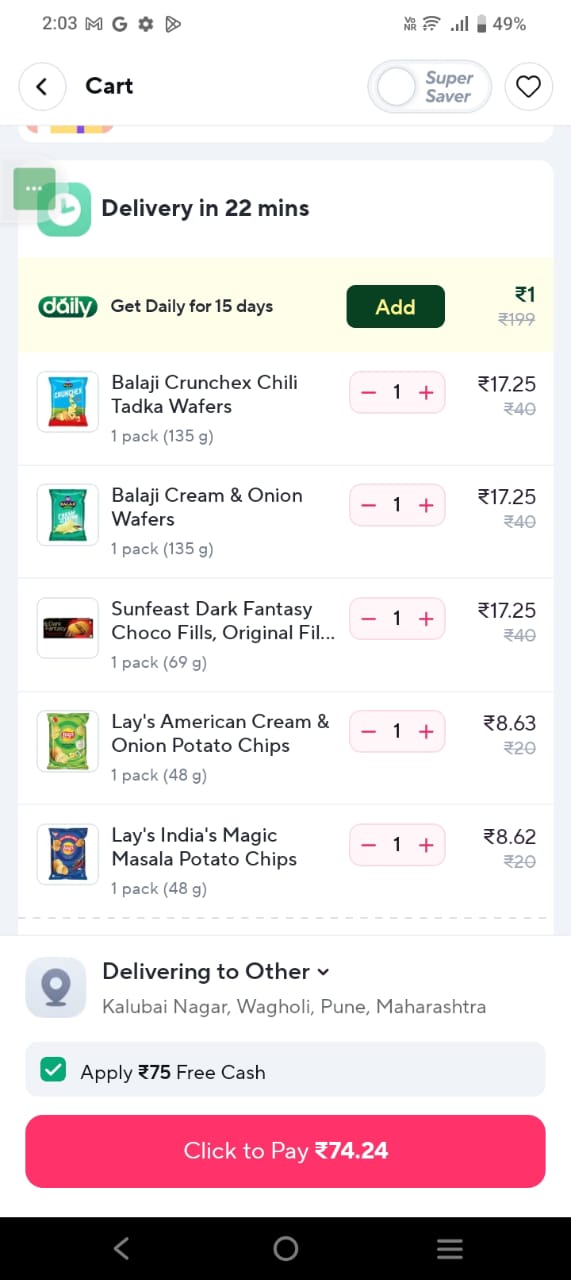 2:03 49%
Cart
Super
Saver
Delivery in 22 mins
daily Get Daily for 15 days Add ₹1
₹199
Balaji Crunchex Chili
Tadka Wafers
1 pack (135 g)
− 1 +
₹17.25
₹40
Balaji Cream & Onion
Wafers
1 pack (135 g)
− 1 +
₹17.25
₹40
Sunfeast Dark Fantasy
Choco Fills, Original Fil...
1 pack (69 g)
− 1 +
₹17.25
₹40
Lay's American Cream &
Onion Potato Chips
1 pack (48 g)
− 1 +
₹8.63
₹20
Lay's India's Magic
Masala Potato Chips
1 pack (48 g)
− 1 +
₹8.62
₹20
Delivering to Other
Kalubai Nagar, Wagholi, Pune, Maharashtra
Apply ₹75 Free Cash
Click to Pay ₹74.24